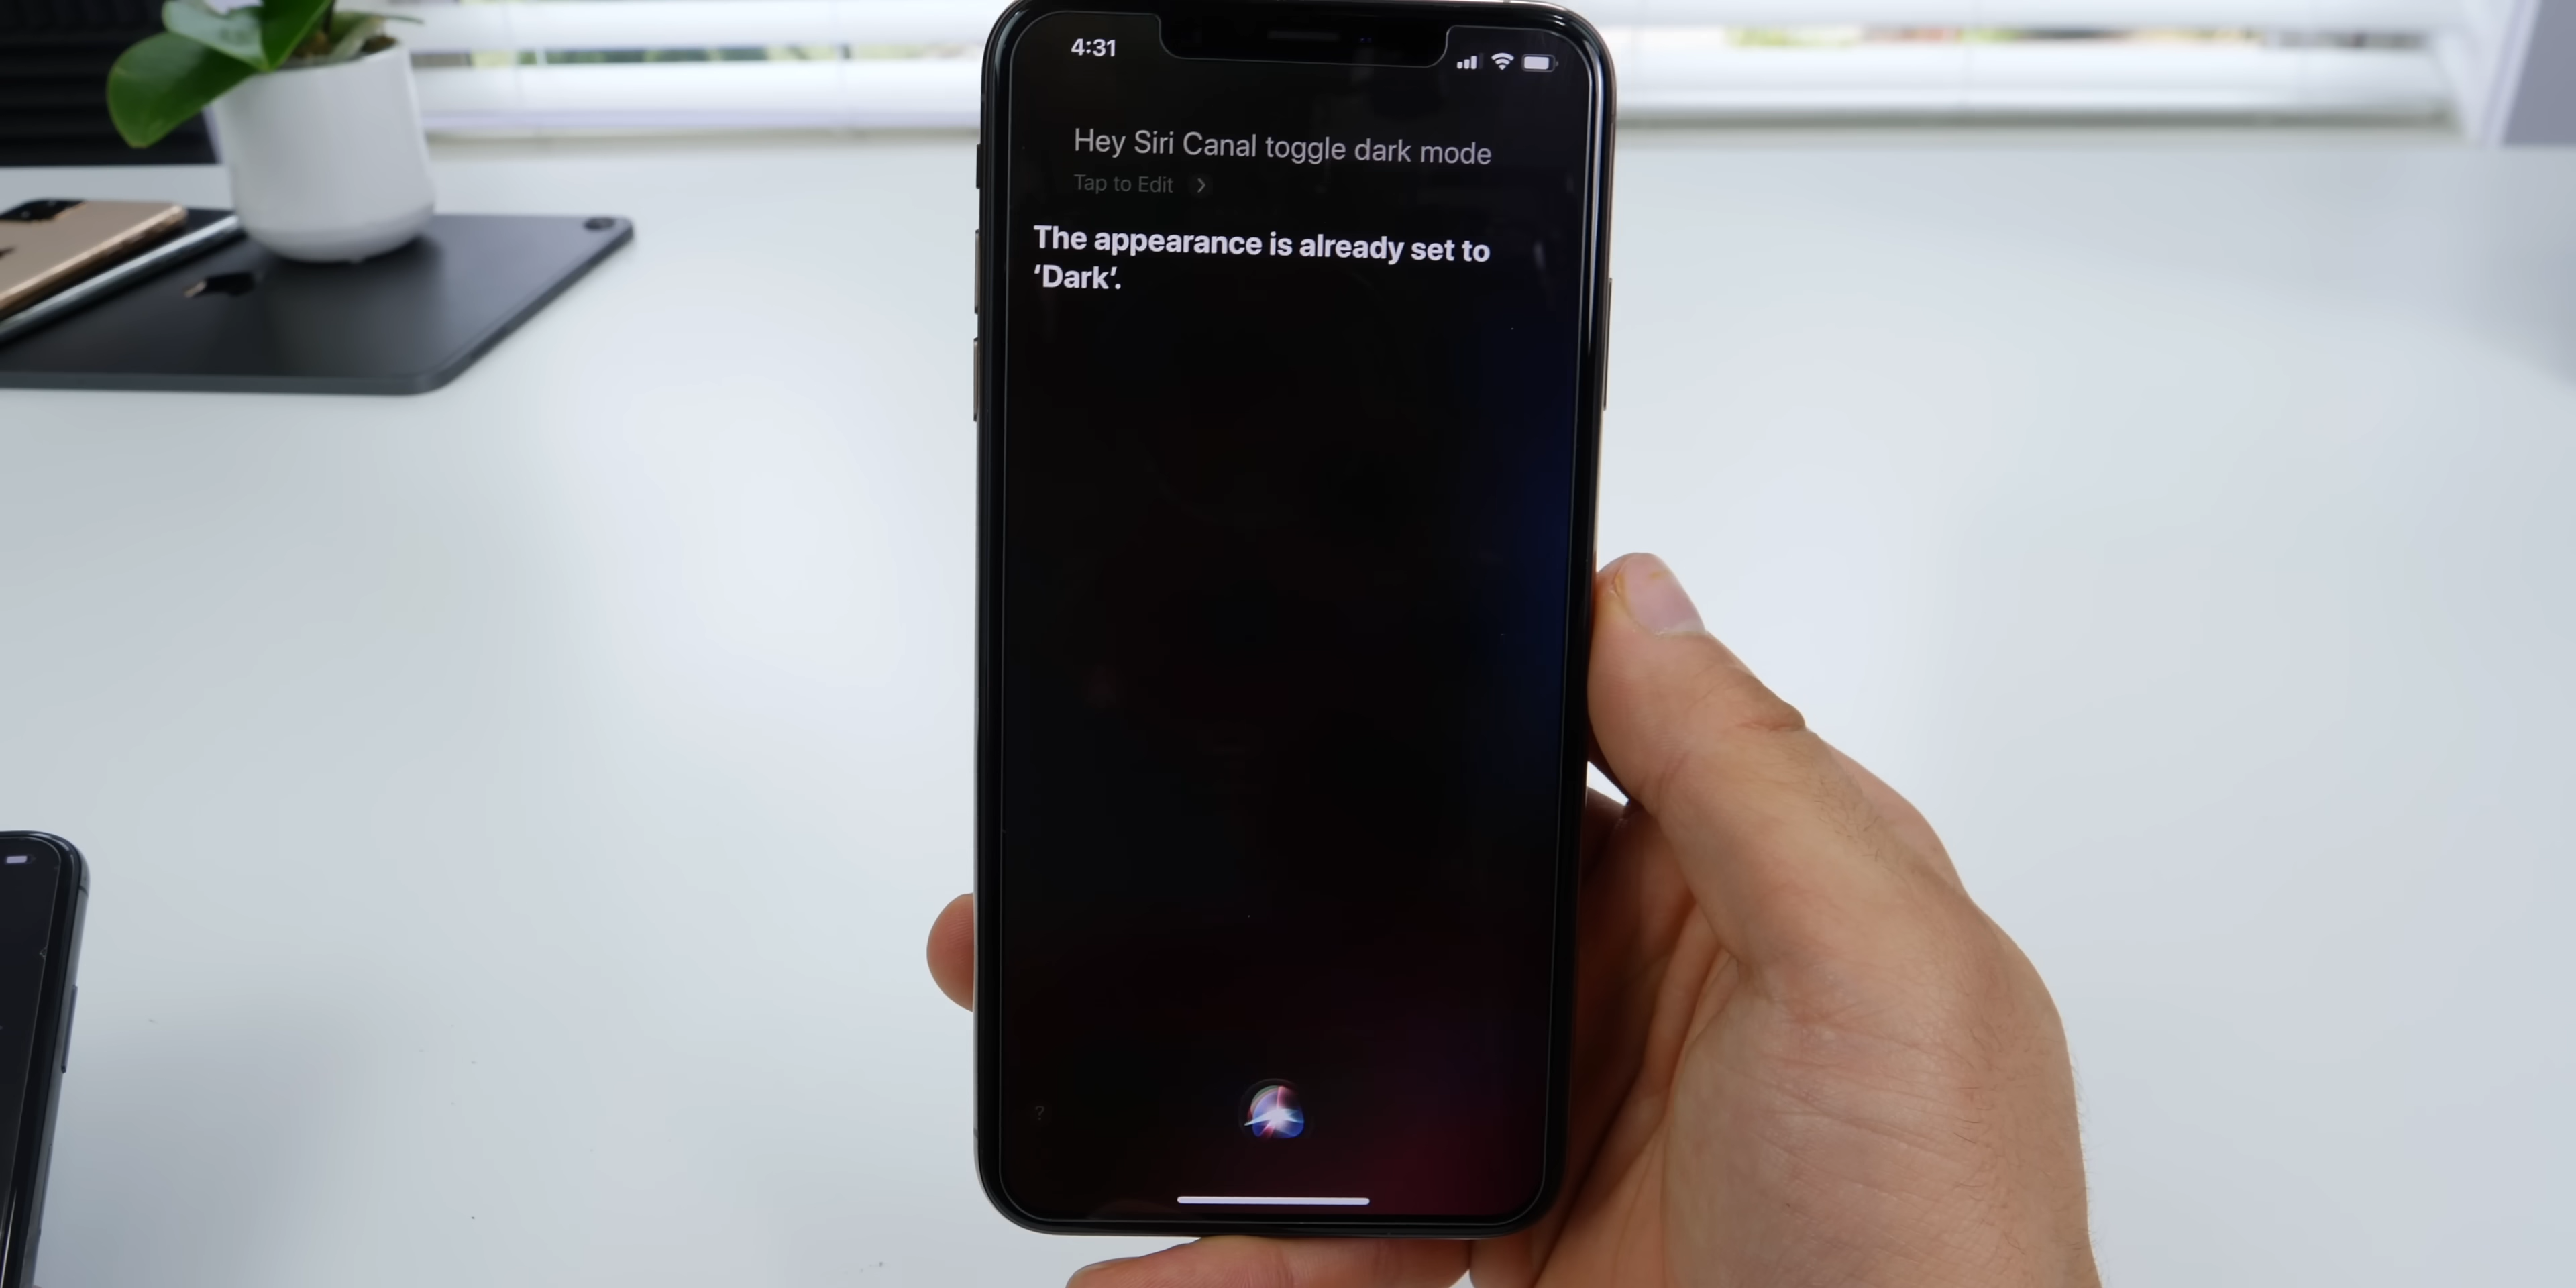 4:31
Hey Siri Canal toggle dark mode
Tap to Edit
The appearance is already set to
‘Dark’.
?